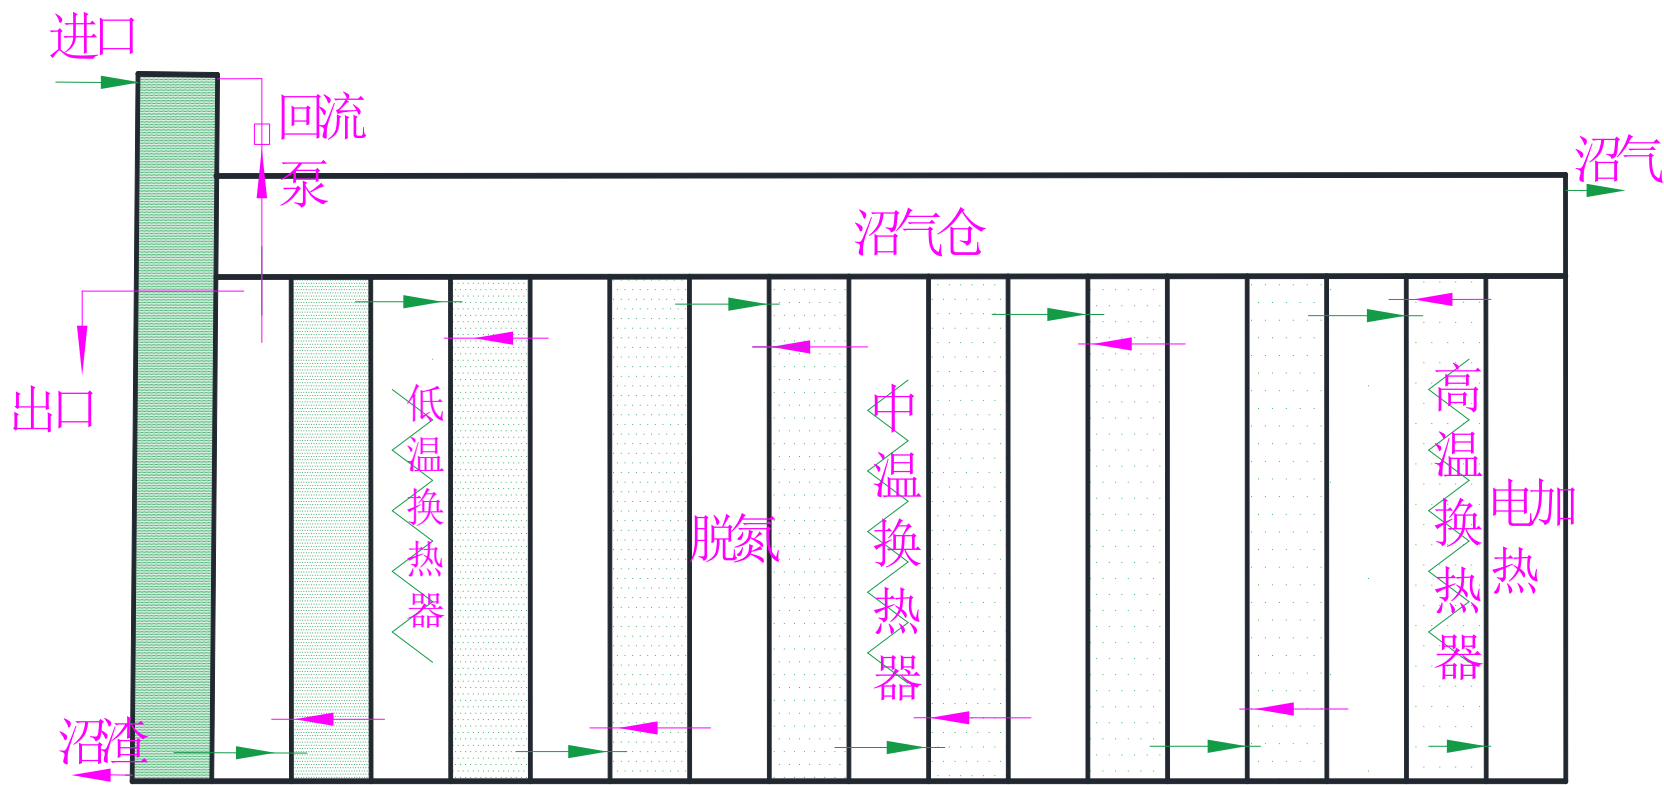 进口
回流
泵
沼气
沼气仓
出口
低温换热器
脱氮
中温换热器
高温换热器
电加
热
沼渣